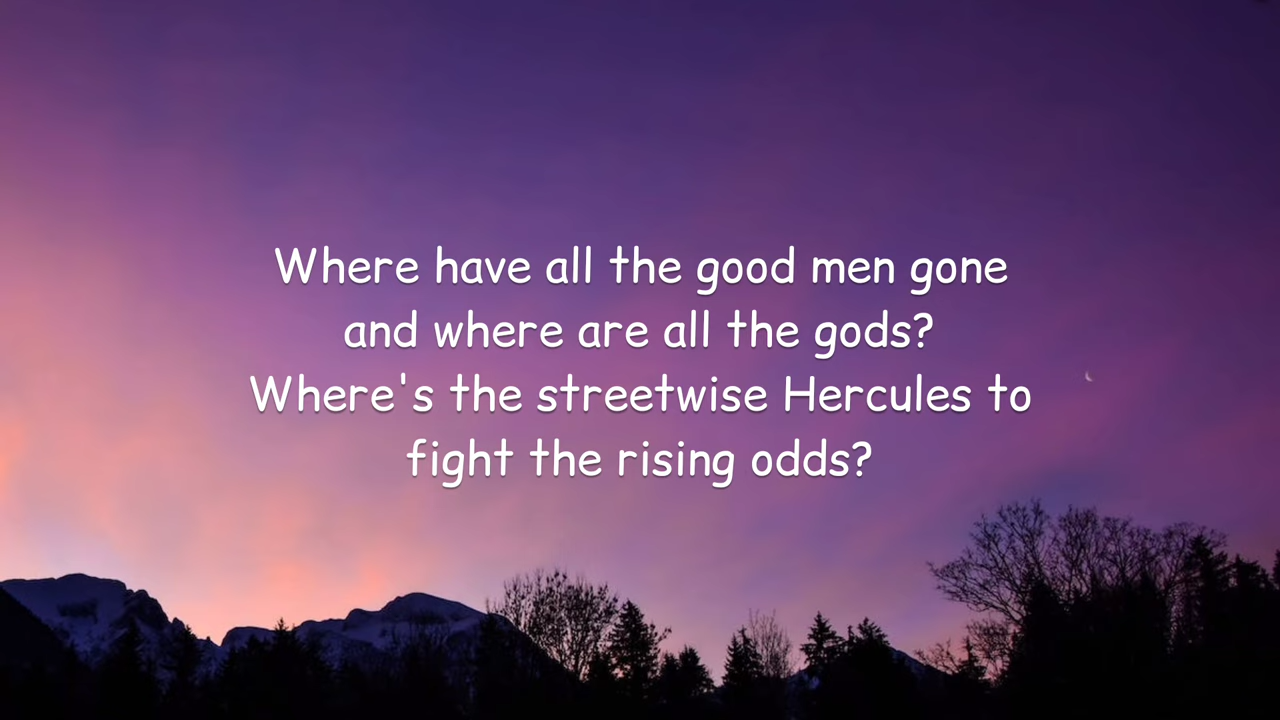 Where have all the good men gone
and where are all the gods?
Where's the streetwise Hercules to
fight the rising odds?